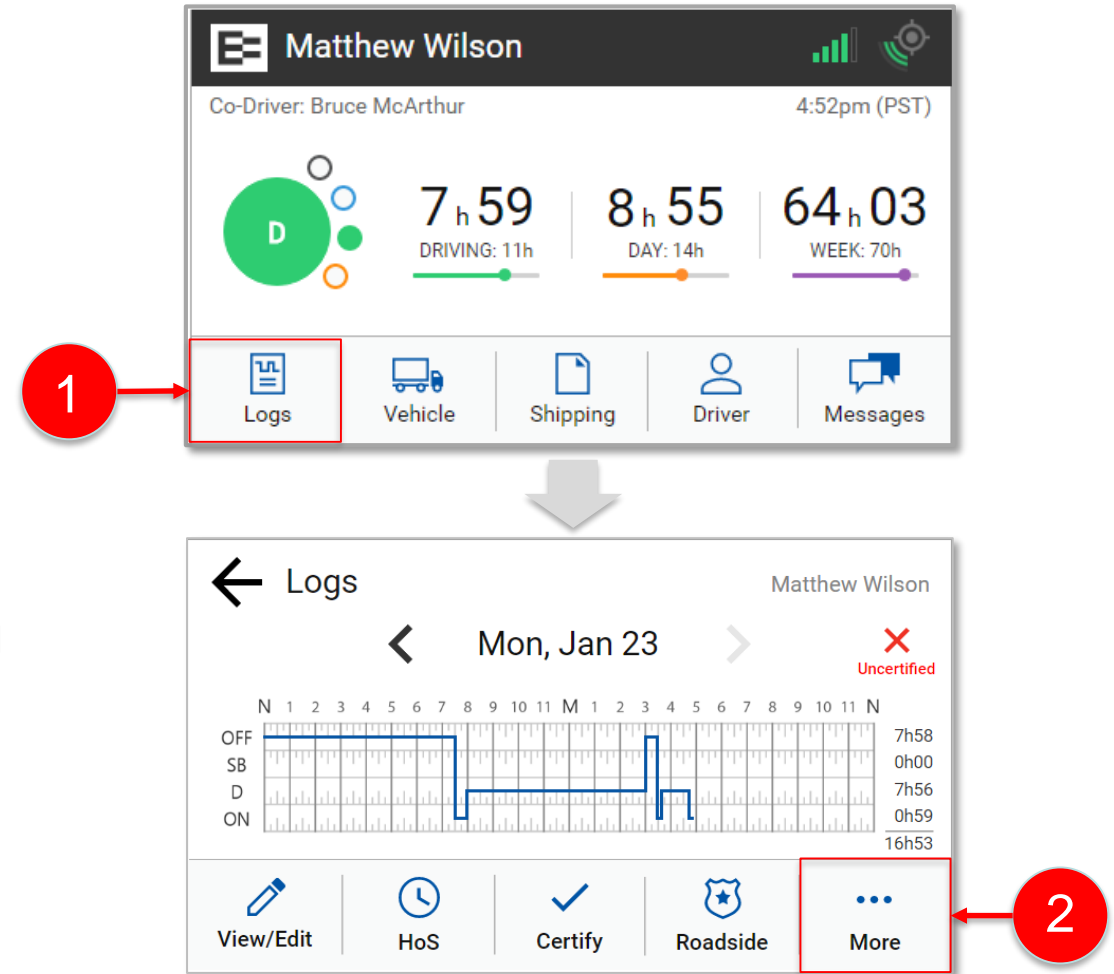 Matthew Wilson
Co-Driver: Bruce McArthur 4:52pm (PST)
D
7 h 59 8 h 55 64 h 03
DRIVING: 11h DAY: 14h WEEK: 70h
1
Logs Vehicle Shipping Driver Messages
Logs Matthew Wilson
Mon, Jan 23
Uncertified
N 1 2 3 4 5 6 7 8 9 10 11 M 1 2 3 4 5 6 7 8 9 10 11 N
OFF 7h58
SB 0h00
D 7h56
ON 0h59
16h53
2
View/Edit HoS Certify Roadside More